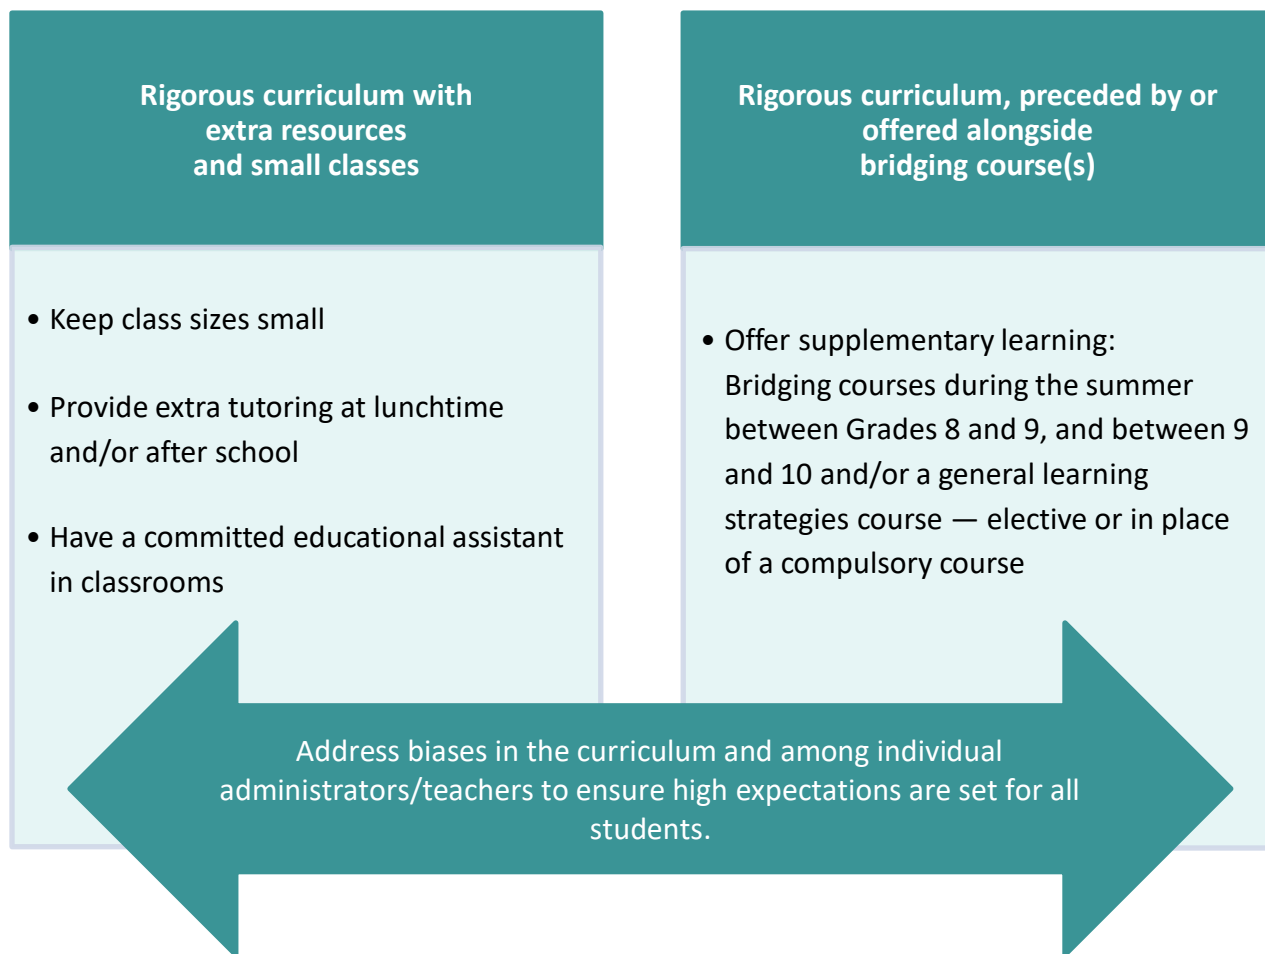 Rigorous curriculum with
extra resources
and small classes
• Keep class sizes small
• Provide extra tutoring at lunchtime
and/or after school
• Have a committed educational assistant
in classrooms
Rigorous curriculum, preceded by or
offered alongside
bridging course(s)
• Offer supplementary learning:
Bridging courses during the summer
between Grades 8 and 9, and between 9
and 10 and/or a general learning
strategies course — elective or in place
of a compulsory course
Address biases in the curriculum and among individual
administrators/teachers to ensure high expectations are set for all
students.